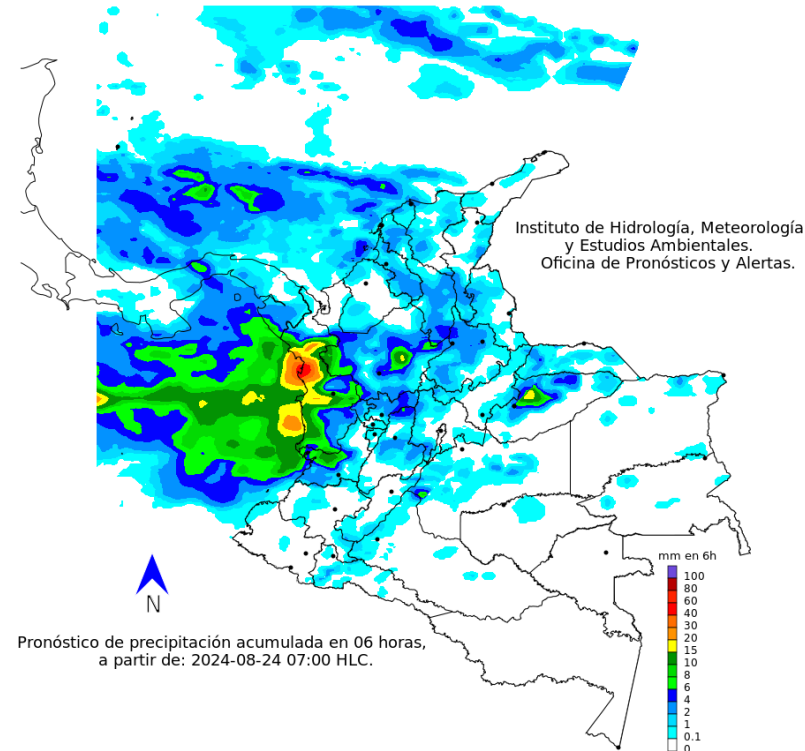 Instituto de Hidrología, Meteorología
y Estudios Ambientales.
Oficina de Pronósticos y Alertas.
mm en 6h
100
80
60
40
30
20
15
10
8
6
4
2
1
0.1
0
N
Pronóstico de precipitación acumulada en 06 horas,
a partir de: 2024-08-24 07:00 HLC.